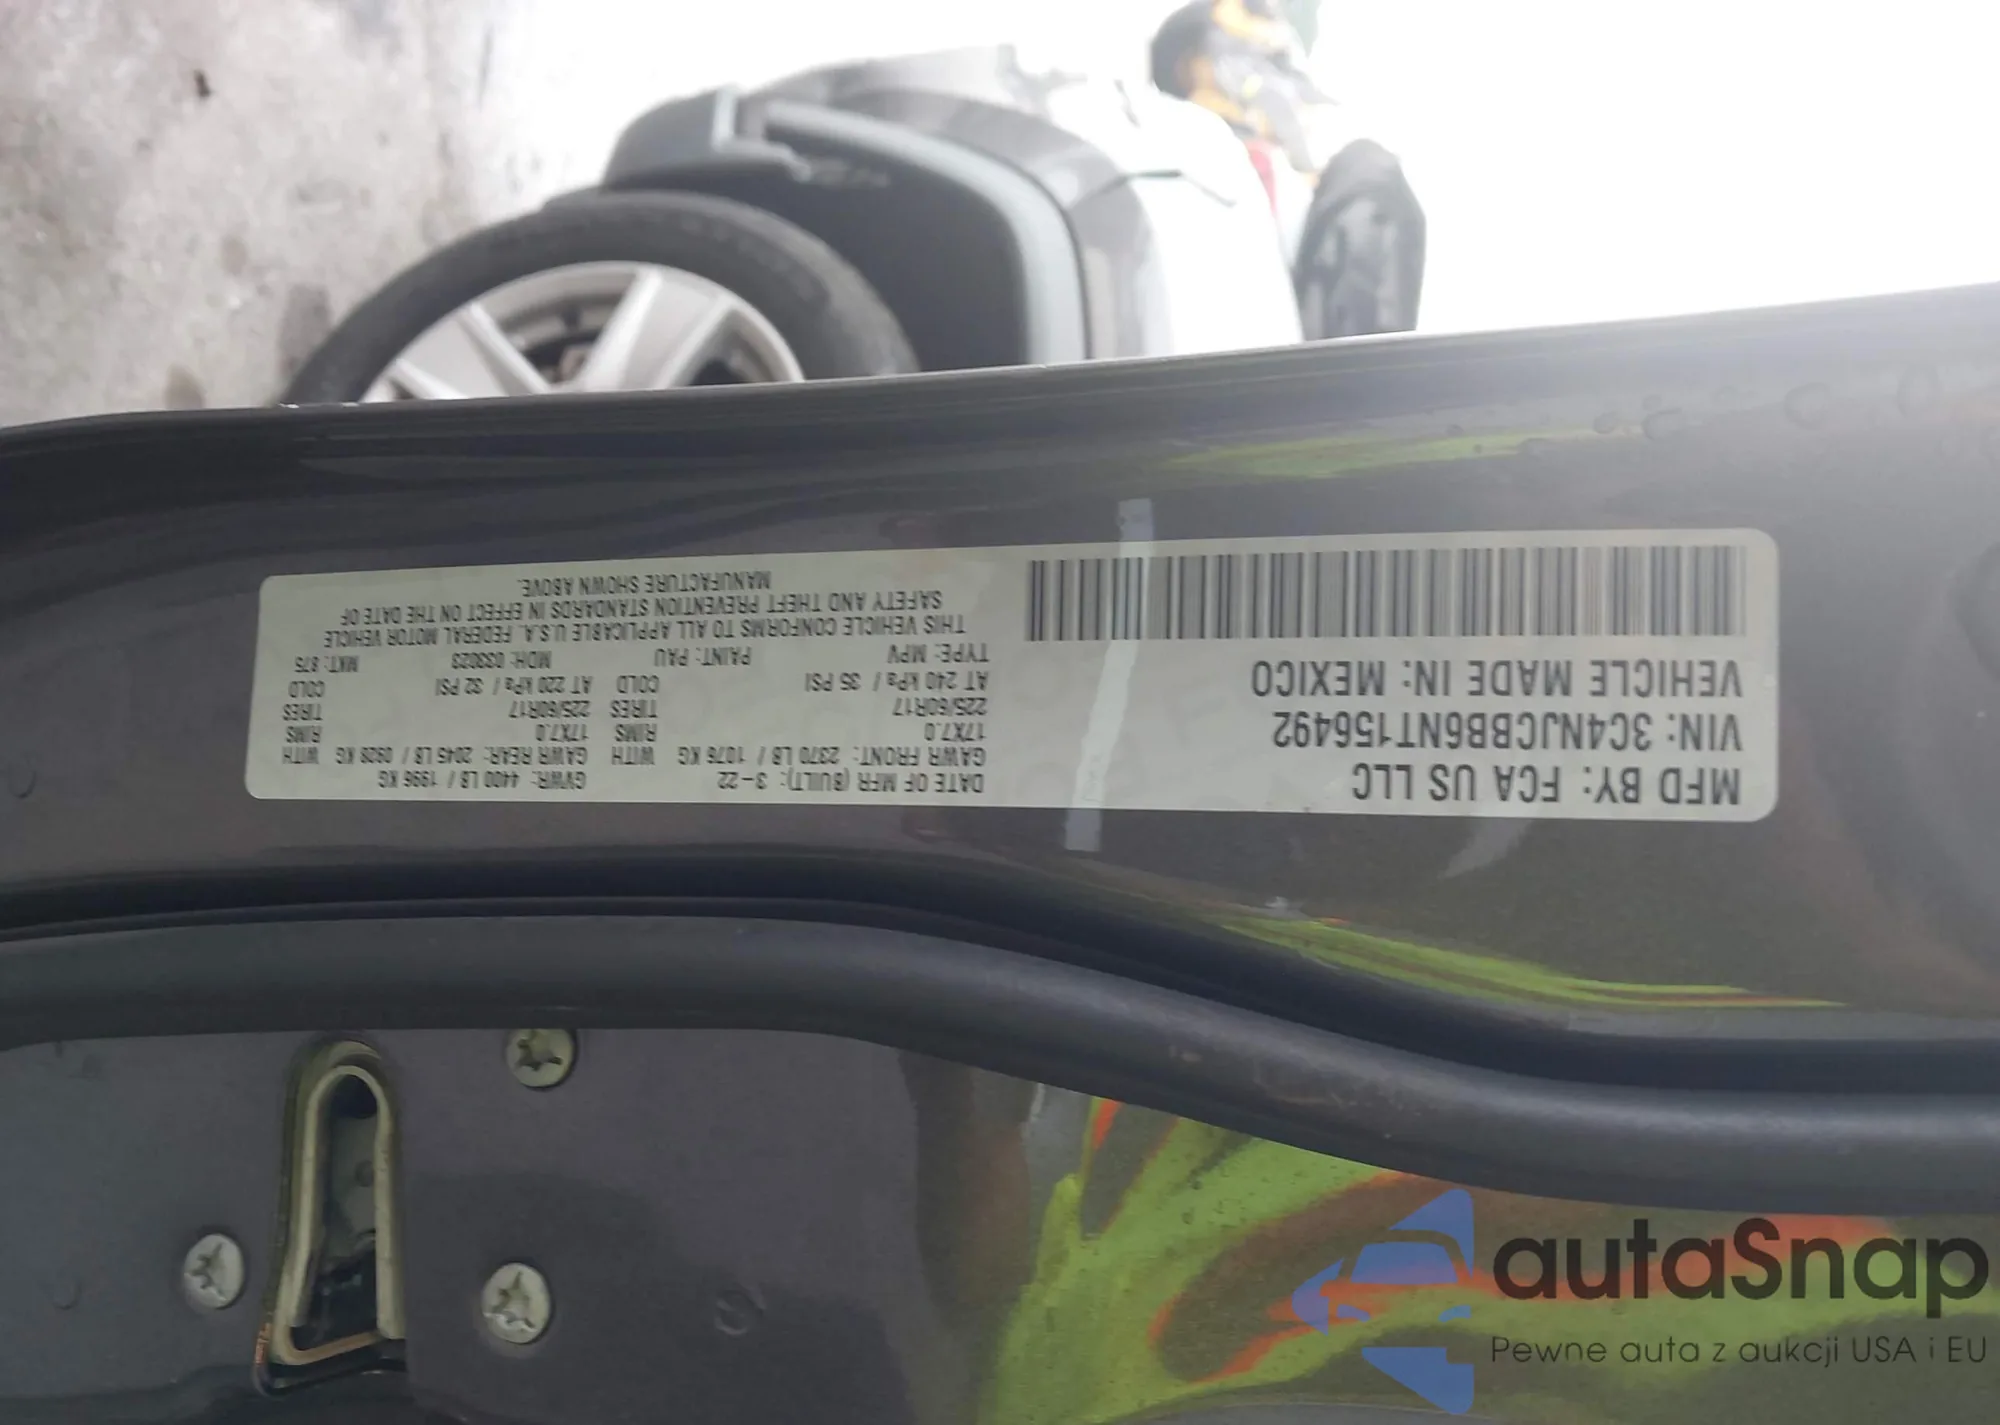 MFD BY: FCA US LLC
VIN: 3C4NJCBB6NT156492
VEHICLE MADE IN: MEXICO
DATE OF MFR (BUILT): 3-22 GVWR: 4400 LB / 1996 KG
GAWR FRONT: 2370 LB / 1076 KG WITH GAWR REAR: 2045 LB / 0928 KG WITH
17X7.0 RIMS 17X7.0 RIMS
225/60R17 TIRES 225/60R17 TIRES
AT 240 kPa / 35 PSI COLD AT 220 kPa / 32 PSI COLD
TYPE: MPV PAINT: PAU MDH: 033023 MKT: 875
THIS VEHICLE CONFORMS TO ALL APPLICABLE U.S.A. FEDERAL MOTOR VEHICLE
SAFETY AND THEFT PREVENTION STANDARDS IN EFFECT ON THE DATE OF
MANUFACTURE SHOWN ABOVE.
autaSnap
Pewne auta z aukcji USA i EU